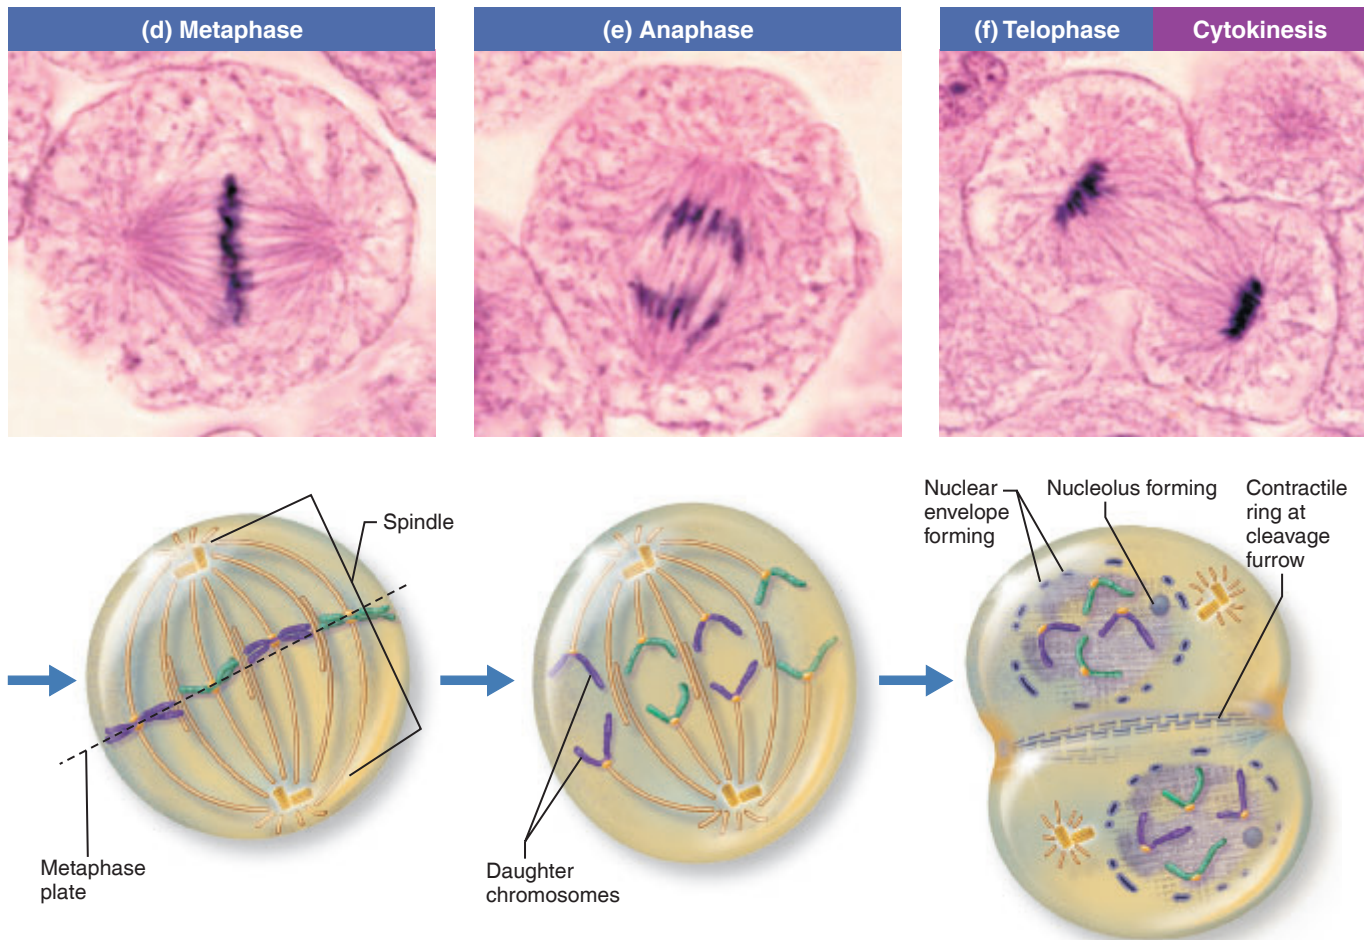 (d) Metaphase
(e) Anaphase
(f) Telophase
Cytokinesis
Spindle
Metaphase
plate
Daughter
chromosomes
Nuclear
envelope
forming
Nucleolus forming
Contractile
ring at
cleavage
furrow